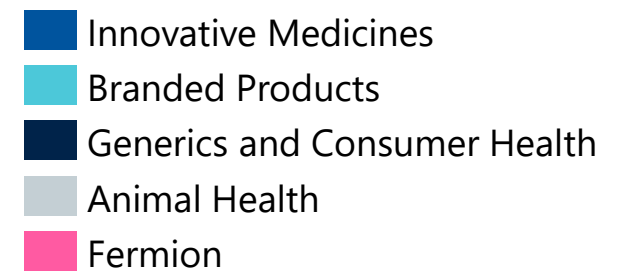 Innovative Medicines
Branded Products
Generics and Consumer Health
Animal Health
Fermion